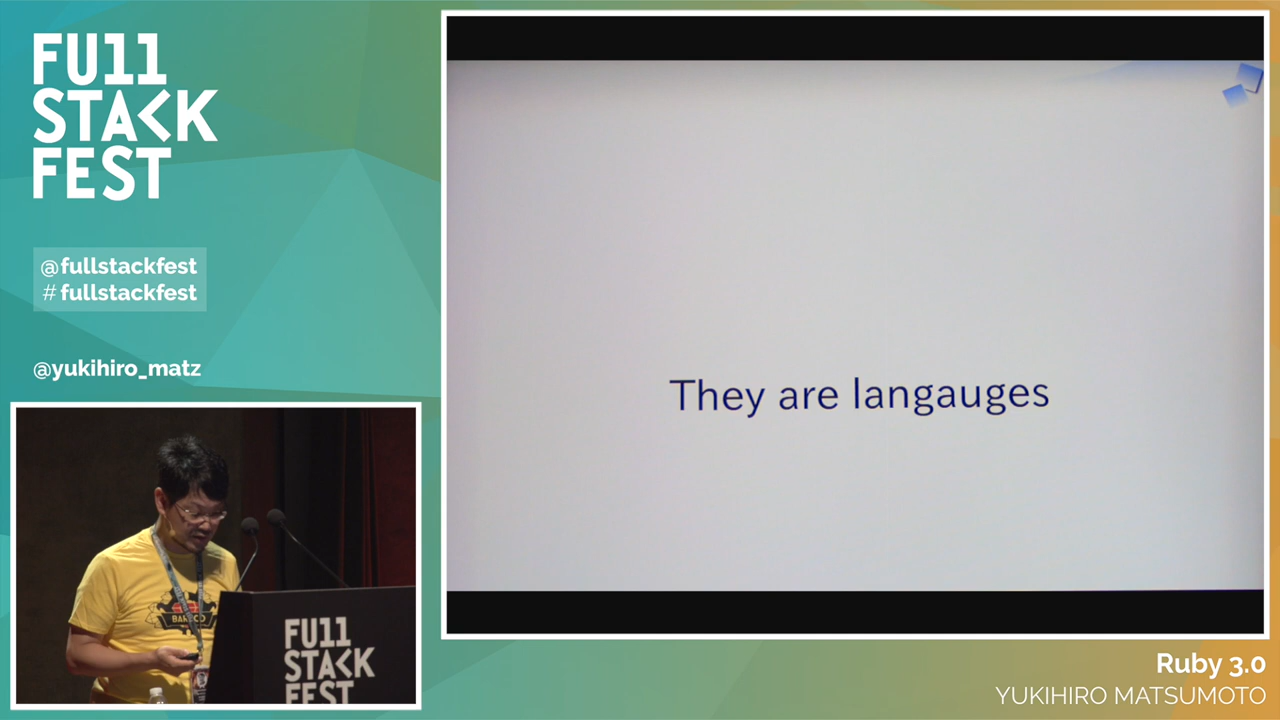 FU11
STACK
FEST
@fullstackfest
# fullstackfest
@yukihiro_matz
They are langauges
FU11
STACK
FEST
Ruby 3.0
YUKIHIRO MATSUMOTO